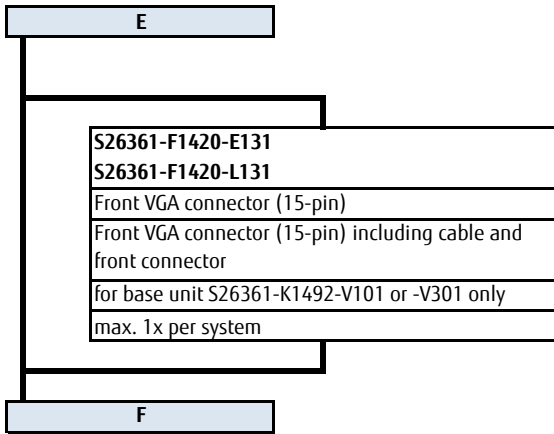 E
S26361-F1420-E131
S26361-F1420-L131
Front VGA connector (15-pin)
Front VGA connector (15-pin) including cable and
front connector
for base unit S26361-K1492-V101 or -V301 only
max. 1x per system
F